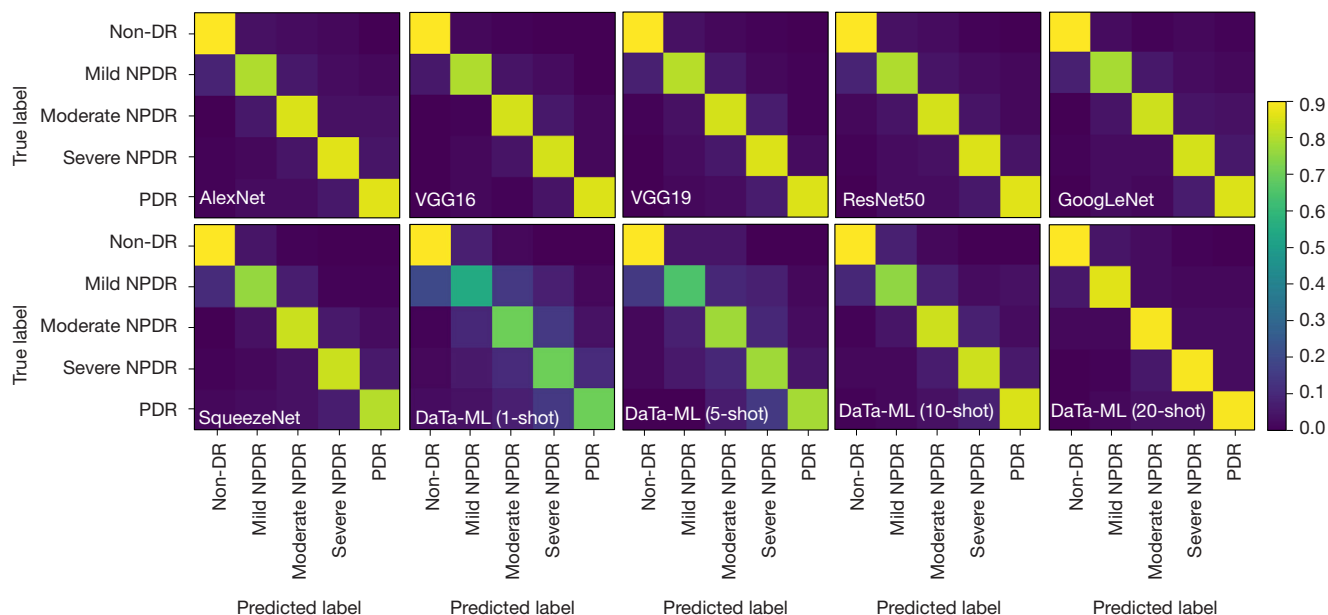 True label
Non-DR
Mild NPDR
Moderate NPDR
Severe NPDR
PDR
AlexNet
VGG16
VGG19
ResNet50
GoogLeNet
True label
Non-DR
Mild NPDR
Moderate NPDR
Severe NPDR
PDR
SqueezeNet
DaTa-ML (1-shot)
DaTa-ML (5-shot)
DaTa-ML (10-shot)
DaTa-ML (20-shot)
0.9
0.8
0.7
0.6
0.5
0.4
0.3
0.2
0.1
0.0
Non-DR
Mild NPDR
Moderate NPDR
Severe NPDR
PDR
Non-DR
Mild NPDR
Moderate NPDR
Severe NPDR
PDR
Non-DR
Mild NPDR
Moderate NPDR
Severe NPDR
PDR
Non-DR
Mild NPDR
Moderate NPDR
Severe NPDR
PDR
Non-DR
Mild NPDR
Moderate NPDR
Severe NPDR
PDR
Predicted label
Predicted label
Predicted label
Predicted label
Predicted label